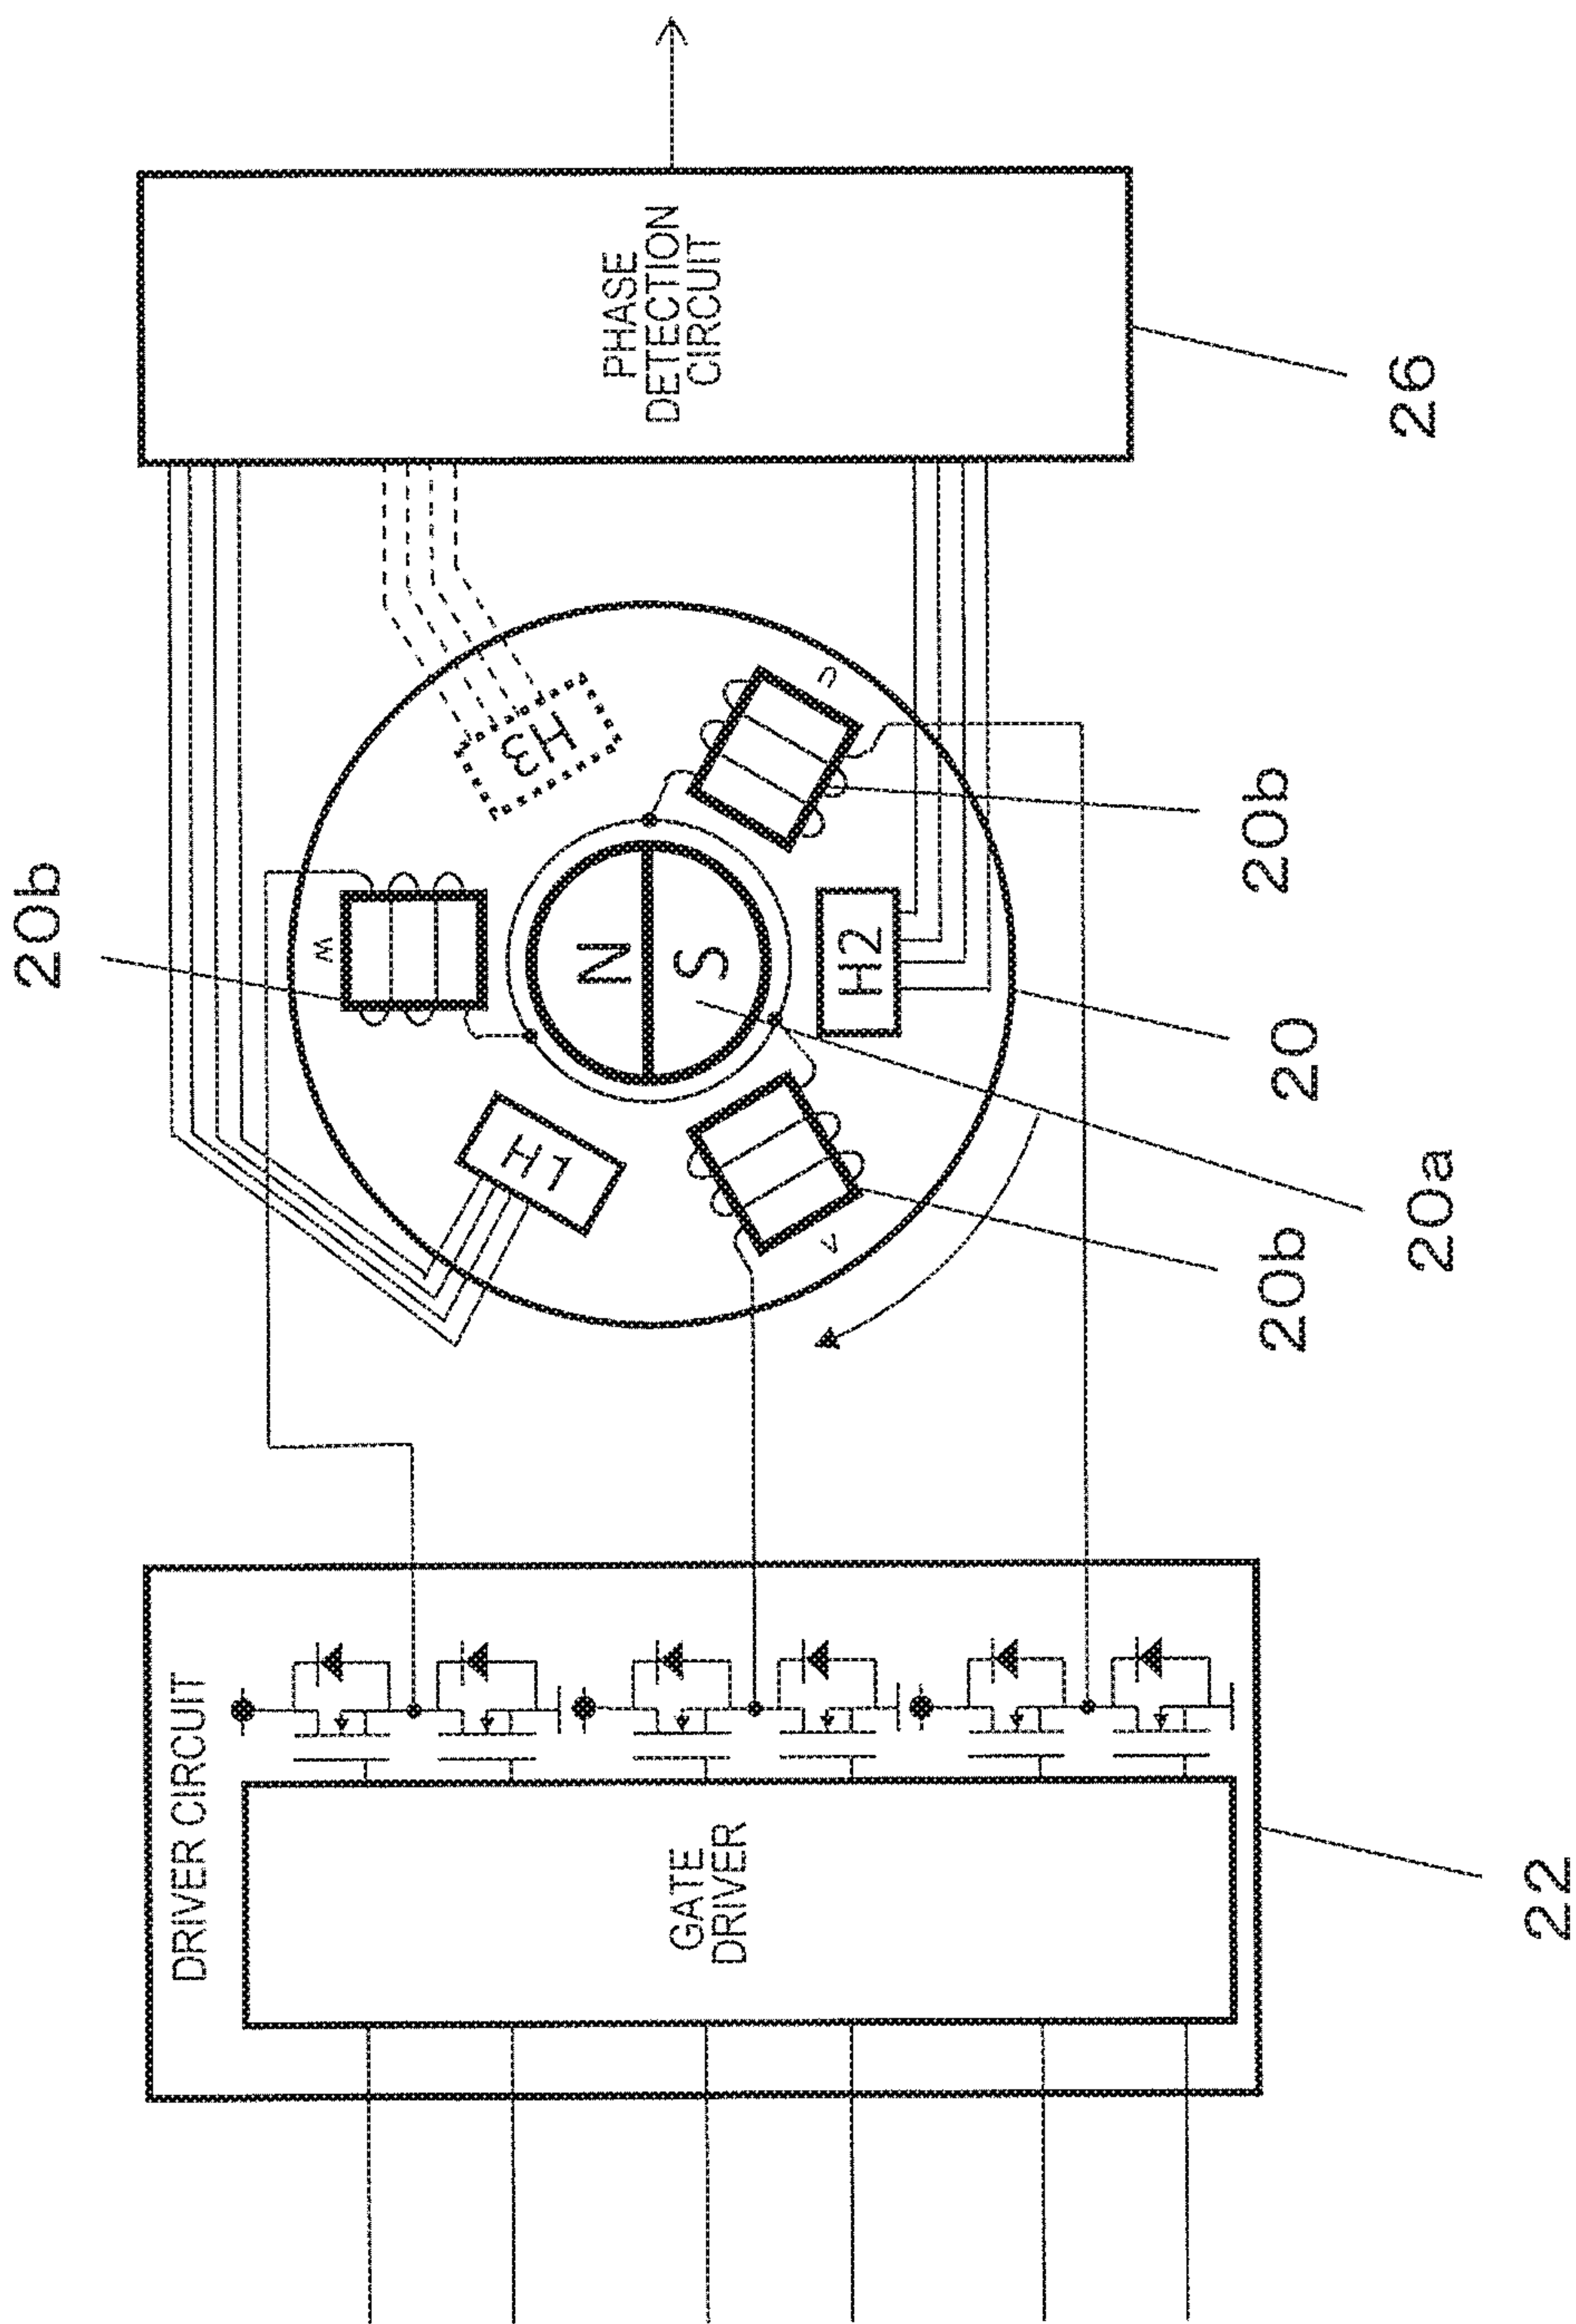 20b
DRIVER CIRCUIT
w
H1
H3
N
S
GATE
DRIVER
PHASE
DETECTION
CIRCUIT
H2
v
u
20b
20b
20
20a
26
22